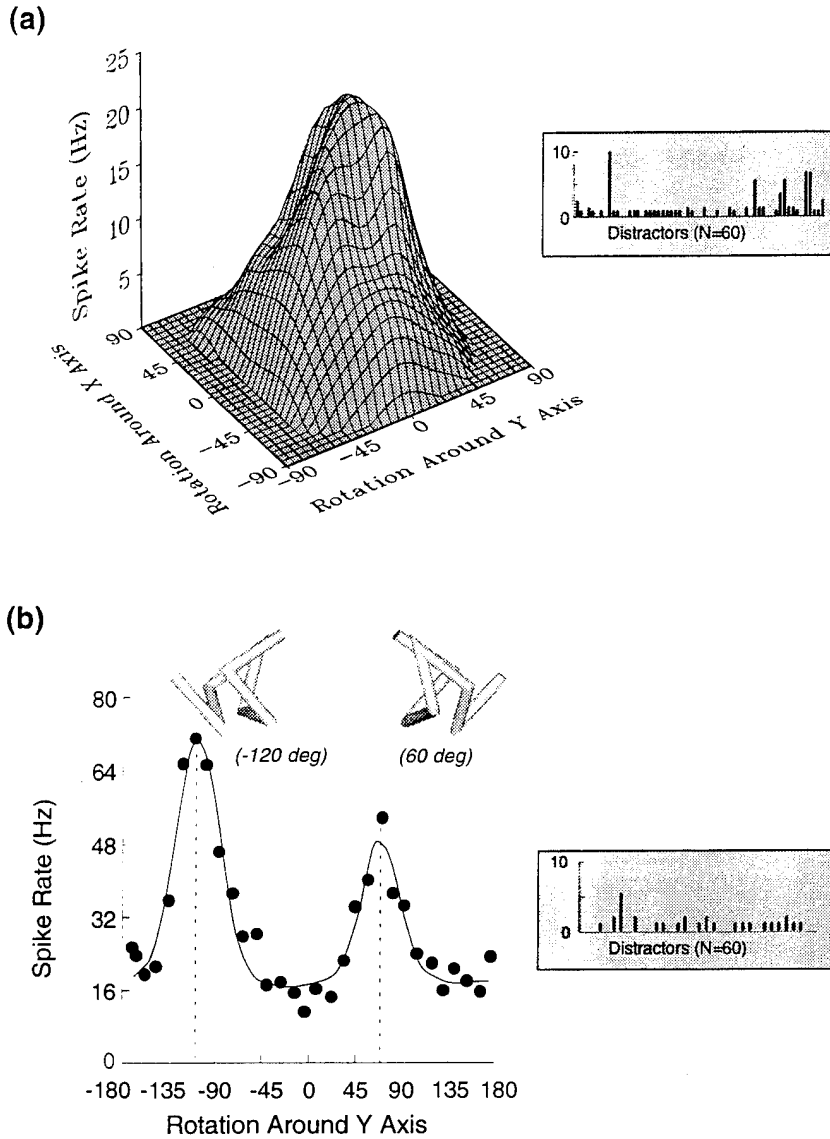 (a)
Spike Rate (Hz)
25
20
15
10
5
90
45
0
-45
-90
Rotation Around X Axis
-90
-45
0
45
90
Rotation Around Y Axis
10
0
Distractors (N=60)
(b)
80
64
48
32
16
0
Spike Rate (Hz)
(-120 deg)
(60 deg)
-180 -135 -90 -45 0 45 90 135 180
Rotation Around Y Axis
10
0
Distractors (N=60)